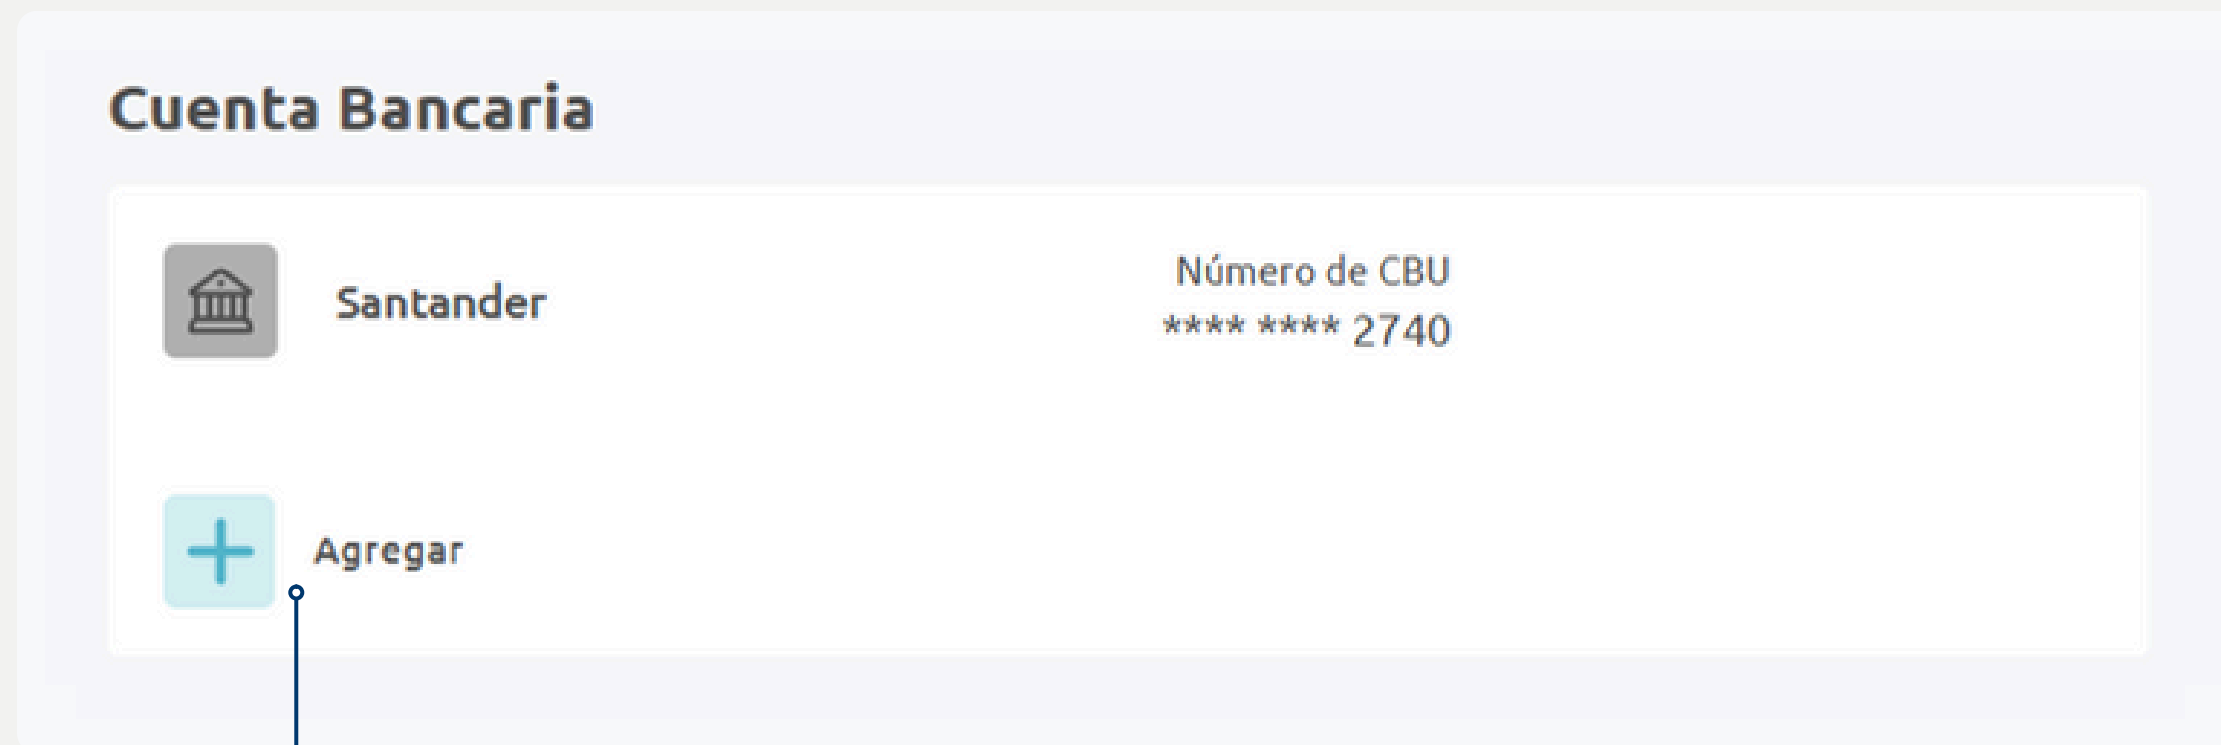 Cuenta Bancaria
Santander
Número de CBU
**** **** 2740
Agregar